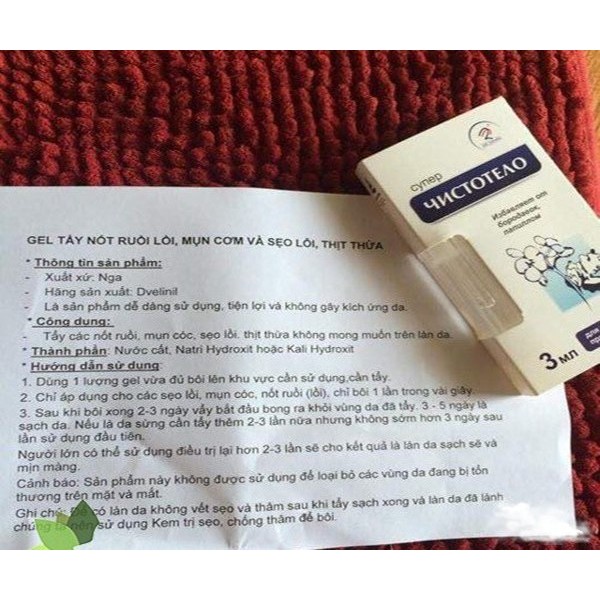 супер
ЧИСТОТЕЛО
Избавляет от
бородавок,
папиллом
для
3 мл
GEL TẨY NỐT RUỒI LỒI, MỤN CƠM VÀ SẸO LỒI, THỊT THỪA
* Thông tin sản phẩm:
- Xuất xứ: Nga
- Hãng sản xuất: Dvelinil
- Là sản phẩm dễ dàng sử dụng, tiện lợi và không gây kích ứng da.
* Công dụng:
- Tẩy các nốt ruồi, mụn cóc, sẹo lồi. thịt thừa không mong muốn trên làn da.
* Thành phần: Nước cất, Natri Hydroxit hoặc Kali Hydroxit
* Hướng dẫn sử dụng:
1. Dùng 1 lượng gel vừa đủ bôi lên khu vực cần sử dụng,cần tẩy.
2. Chỉ áp dụng cho các sẹo lồi, mụn cóc, nốt ruồi (lồi), chỉ bôi 1 lần trong vài giây.
3. Sau khi bôi xong 2-3 ngày vẩy bắt đầu bong ra khỏi vùng da đã tẩy. 3 - 5 ngày là
sạch da. Nếu là da sừng cần tẩy thêm 2-3 lần nữa nhưng không sớm hơn 3 ngày sau
lần sử dụng đầu tiên.
Người lớn có thể sử dụng điều trị lại hơn 2-3 lần sẽ cho kết quả là làn da sạch sẽ và
mịn màng.
Cảnh báo: Sản phẩm này không được sử dụng để loại bỏ các vùng da đang bị tổn
thương trên mặt và mắt.
Ghi chú: Để có làn da không vết sẹo và thâm sau khi tẩy sạch xong và làn da đã lành
chúng ta nên sử dụng Kem trị sẹo, chống thâm để bôi.